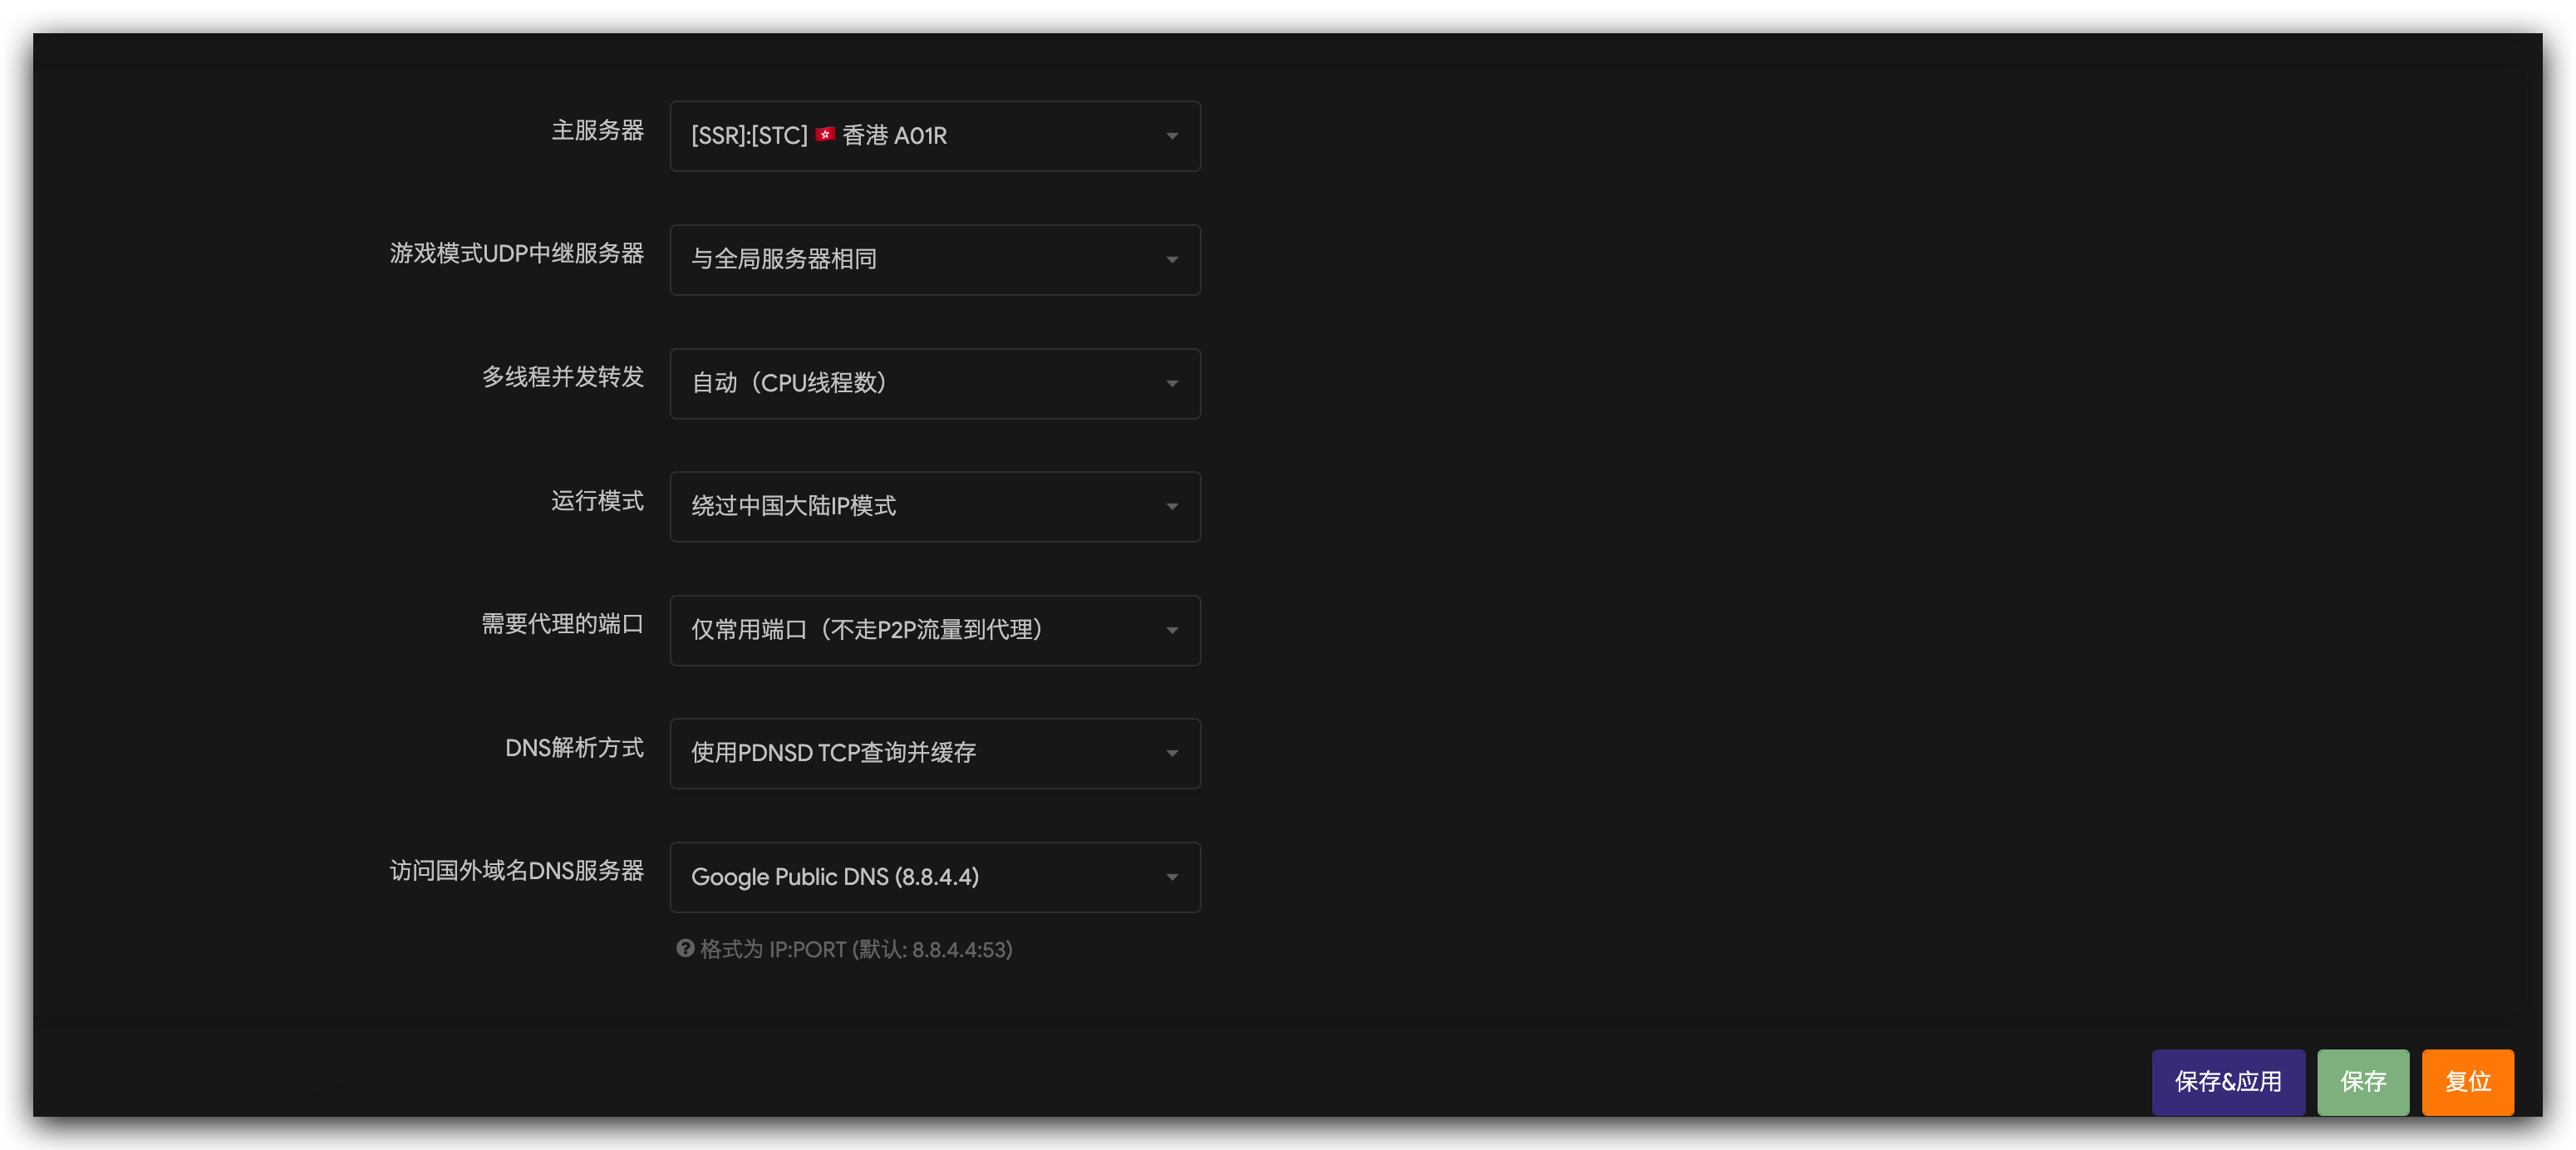 主服务器
[SSR]:[STC] 🇭🇰 香港 A01R
游戏模式UDP中继服务器
与全局服务器相同
多线程并发转发
自动（CPU线程数）
运行模式
绕过中国大陆IP模式
需要代理的端口
仅常用端口（不走P2P流量到代理）
DNS解析方式
使用PDNSD TCP查询并缓存
访问国外域名DNS服务器
Google Public DNS (8.8.4.4)
格式为 IP:PORT (默认: 8.8.4.4:53)
保存&应用
保存
复位